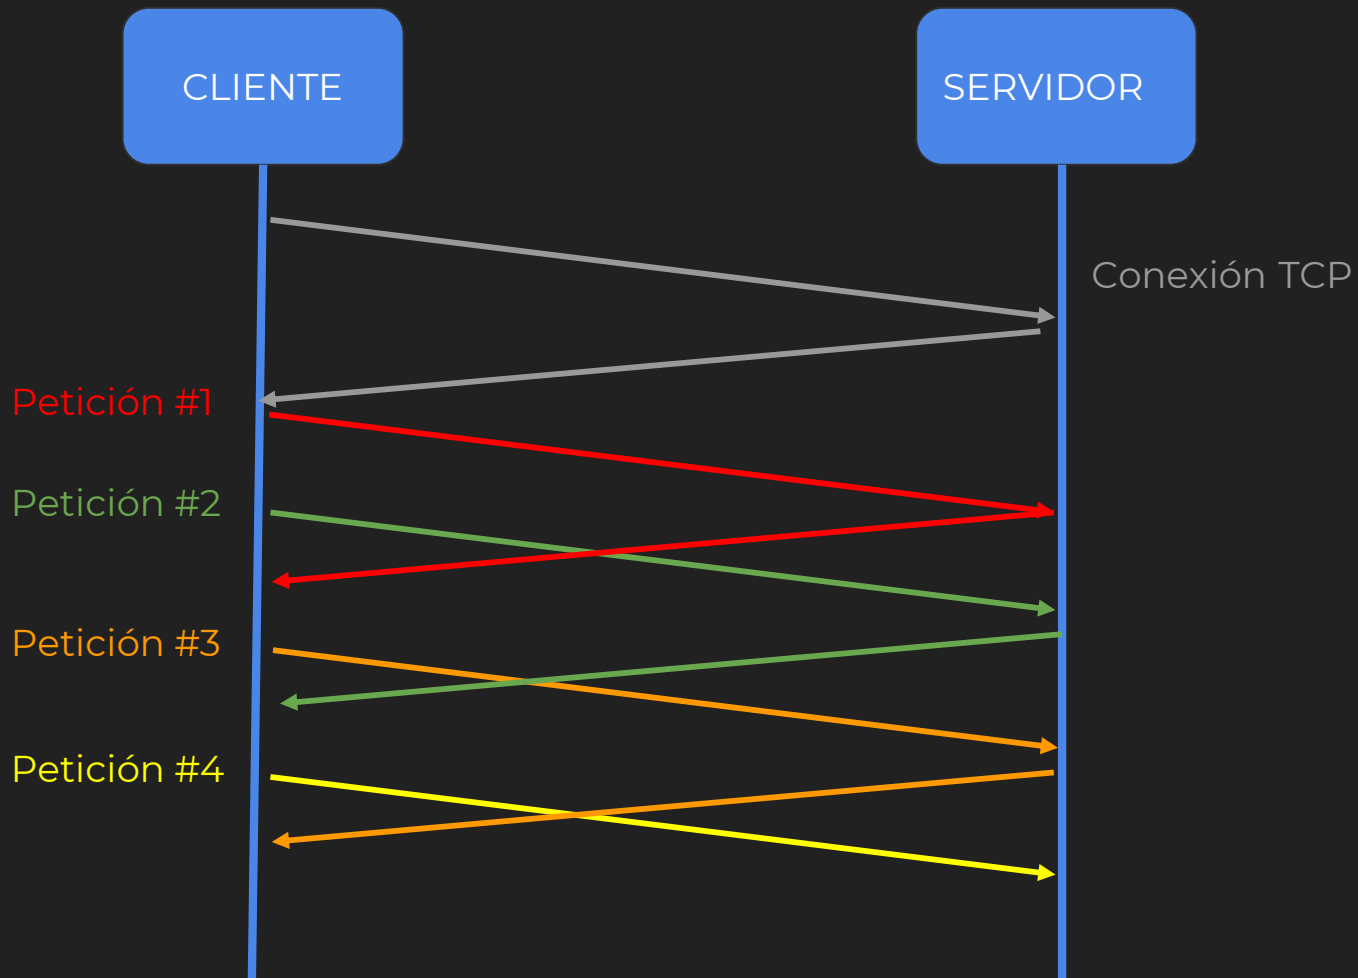 CLIENTE
SERVIDOR
Conexión TCP
Petición #1
Petición #2
Petición #3
Petición #4